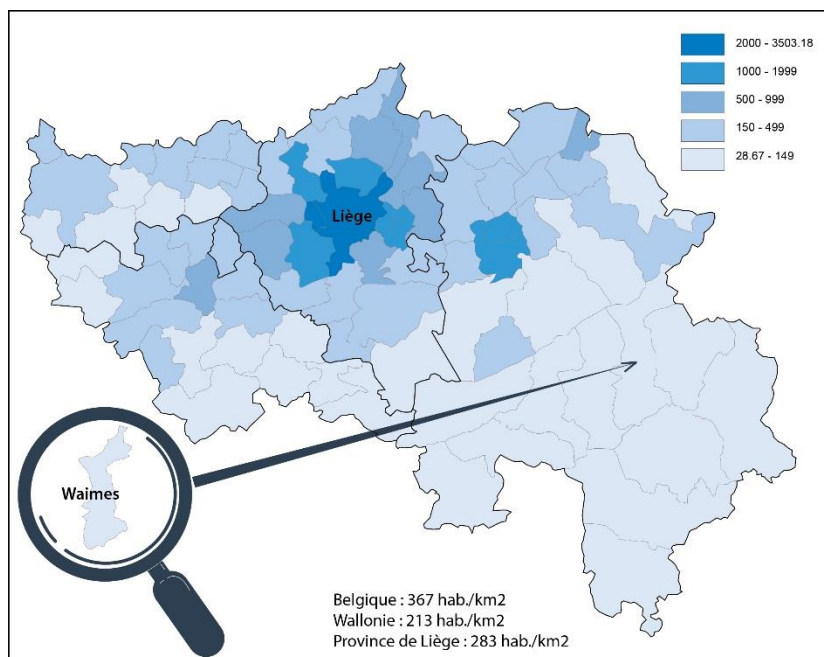 2000 - 3503.18
1000 - 1999
500 - 999
150 - 499
28.67 - 149
Liège
Waimes
Belgique : 367 hab./km2
Wallonie : 213 hab./km2
Province de Liège : 283 hab./km2